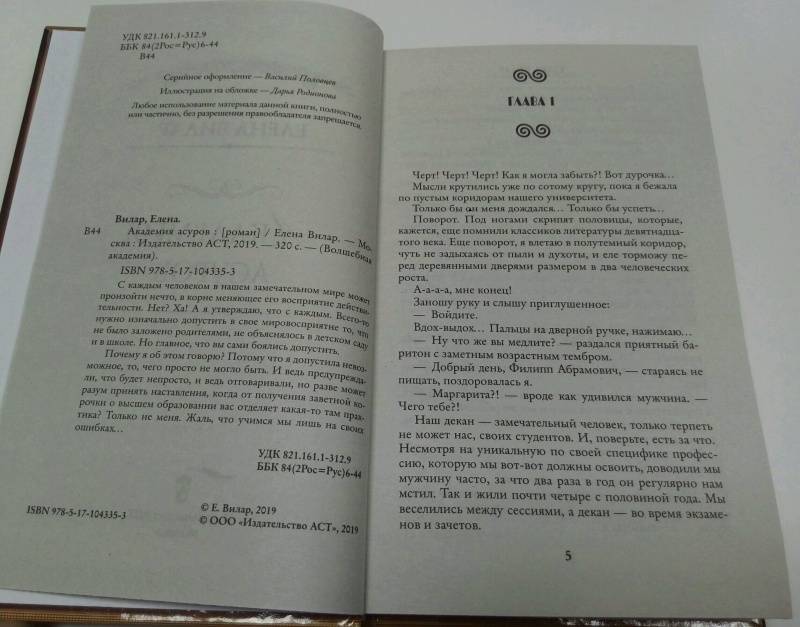 УДК 821.161.1-312.9
ББК 84(2Рос=Рус)6-44
В44
Серийное оформление — Василий Половцев
Иллюстрация на обложке — Дарья Родионова
Любое использование материала данной книги, полностью
или частично, без разрешения правообладателя запрещается.
Вилар, Елена.
В44 Академия асуров : [роман] / Елена Вилар. — Мо-
сква : Издательство АСТ, 2019. — 320 с. — (Волшебная
академия).
ISBN 978-5-17-104335-3
С каждым человеком в нашем замечательном мире может
произойти нечто, в корне меняющее его восприятие действи-
тельности. Нет? Ха! А я утверждаю, что с каждым. Всего-то
нужно изначально допустить в свое мировосприятие то, что
не было заложено родителями, не объяснялось в детском саду
и в школе. Но главное, что вы сами боялись допустить.
Почему я об этом говорю? Потому что я допустила невоз-
можное, то, чего просто не могло быть. И ведь предупрежда-
ли, что будет непросто, и ведь отговаривали, но разве может
разум принять наставления, когда от получения заветной ко-
рочки о высшем образовании вас отделяет какая-то там прак-
тика? Только не меня. Жаль, что учимся мы лишь на своих
ошибках...
УДК 821.161.1-312.9
ББК 84(2Рос=Рус)6-44
© Е. Вилар, 2019
ISBN 978-5-17-104335-3 © ООО «Издательство АСТ», 2019
ГЛАВА 1
Черт! Черт! Черт! Как я могла забыть?! Вот дурочка...
Мысли крутились уже по сотому кругу, пока я бежала
по пустым коридорам нашего университета.
Только бы он меня дождался... Только бы успеть...
Поворот. Под ногами скрипят половицы, которые,
кажется, еще помнили классиков литературы девятнадца-
того века. Еще поворот, я влетаю в полутемный коридор,
чуть не задыхаясь от пыли и духоты, и еле торможу пе-
ред деревянными дверями размером в два человеческих
роста.
А-а-а-а, мне конец!
Заношу руку и слышу приглушенное:
— Войдите.
Вдох-выдох... Пальцы на дверной ручке, нажимаю...
— Ну что же вы медлите? — раздался приятный ба-
ритон с заметным возрастным тембром.
— Добрый день, Филипп Абрамович, — стараясь не
пищать, поздоровалась я.
— Маргарита?! — вроде как удивился мужчина. —
Чего тебе?!
Наш декан — замечательный человек, только терпеть
не может нас, своих студентов. И, поверьте, есть за что.
Несмотря на уникальную по своей специфике профес-
сию, которую мы вот-вот должны освоить, доводили мы
мужчину часто, за что два раза в год он регулярно нам
мстил. Так и жили почти четыре с половиной года. Мы
веселились между сессиями, а декан — во время экзаме-
нов и зачетов.
5